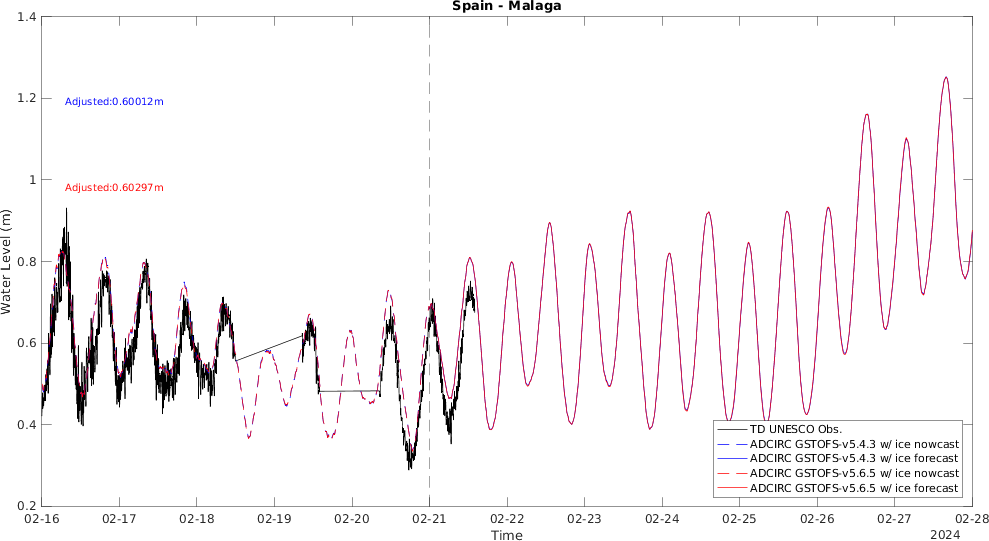 Spain - Malaga
1.4
1.2
1
0.8
0.6
0.4
0.2
Water Level (m)
Adjusted:0.60012m
Adjusted:0.60297m
TD UNESCO Obs.
ADCIRC GSTOFS-v5.4.3 w/ ice nowcast
ADCIRC GSTOFS-v5.4.3 w/ ice forecast
ADCIRC GSTOFS-v5.6.5 w/ ice nowcast
ADCIRC GSTOFS-v5.6.5 w/ ice forecast
02-16 02-17 02-18 02-19 02-20 02-21 02-22 02-23 02-24 02-25 02-26 02-27 02-28
Time
2024